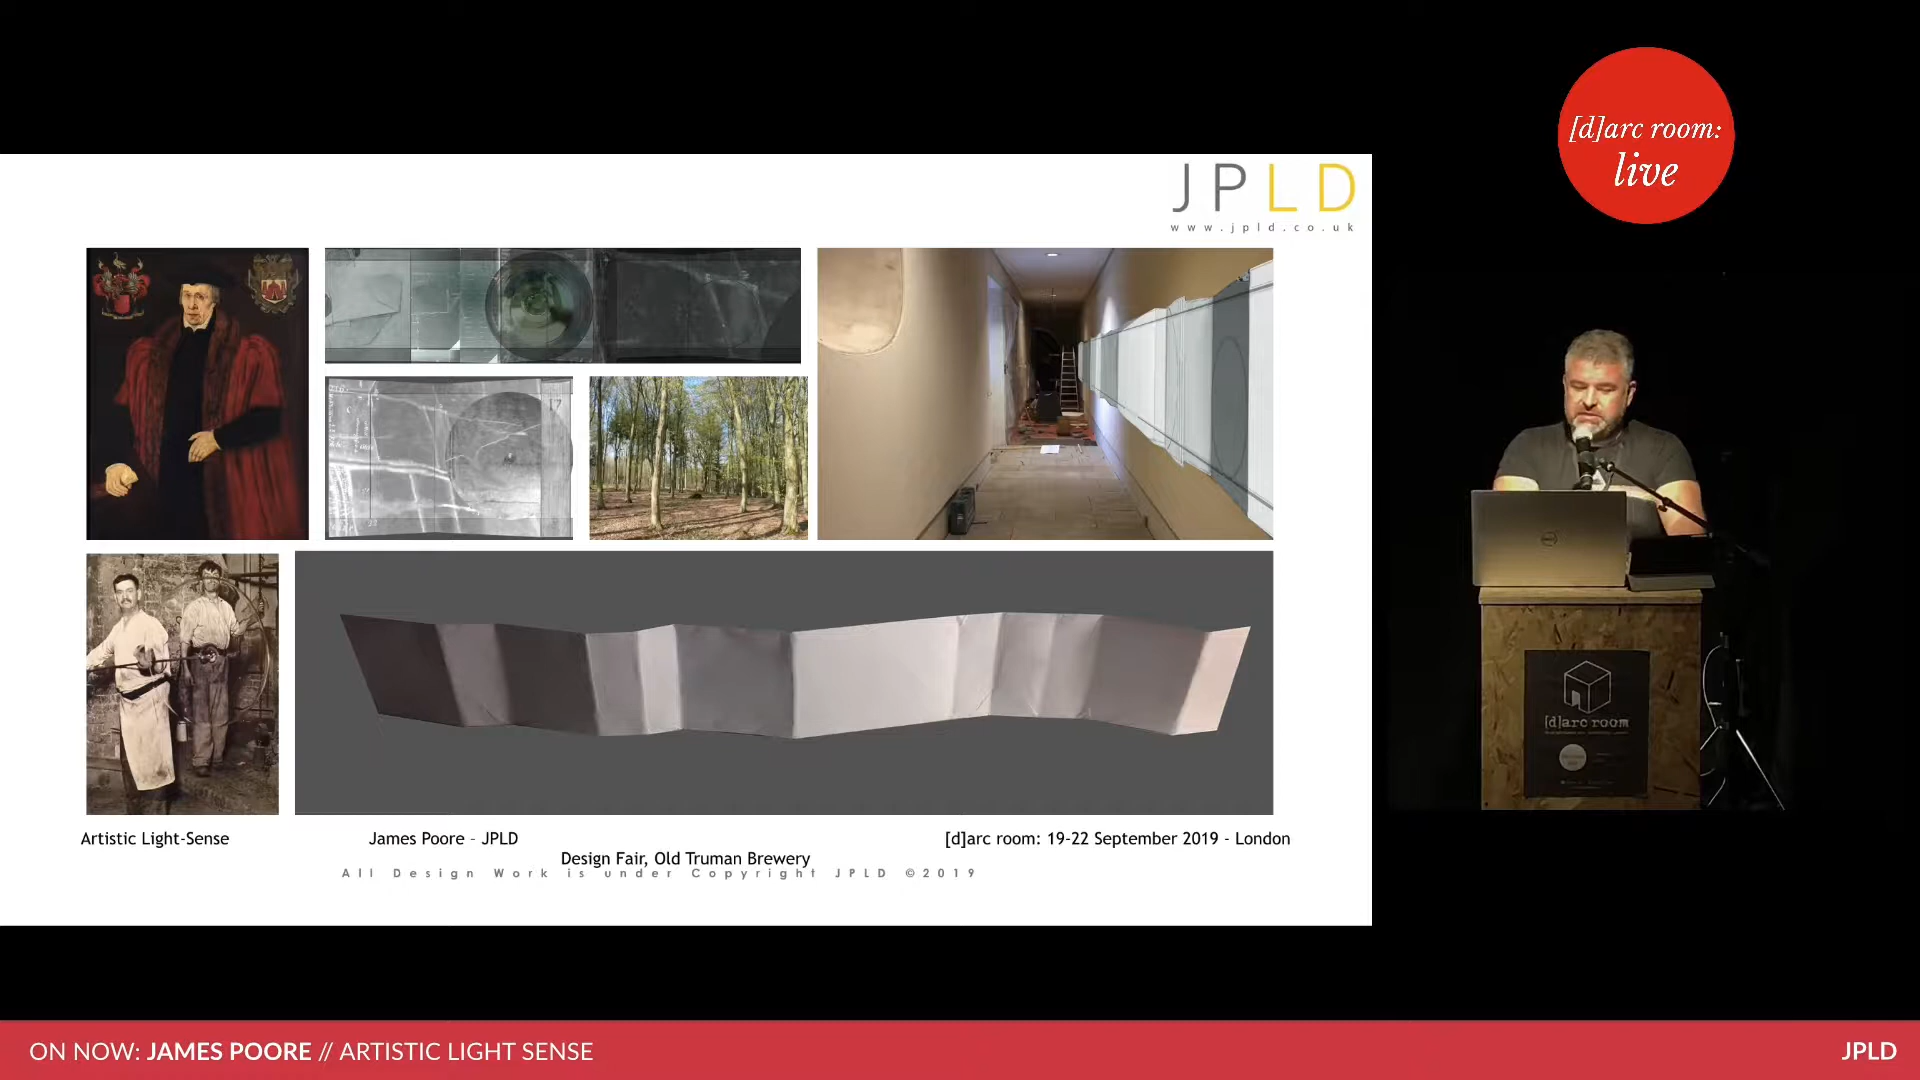 [d]arc room:
live
JPLD
www.jpld.co.uk
Artistic Light-Sense
James Poore - JPLD
[d]arc room: 19-22 September 2019 - London
Design Fair, Old Truman Brewery
All Design Work is under Copyright JPLD ©2019
DELL
[d]arc room
ON NOW: JAMES POORE // ARTISTIC LIGHT SENSE
JPLD